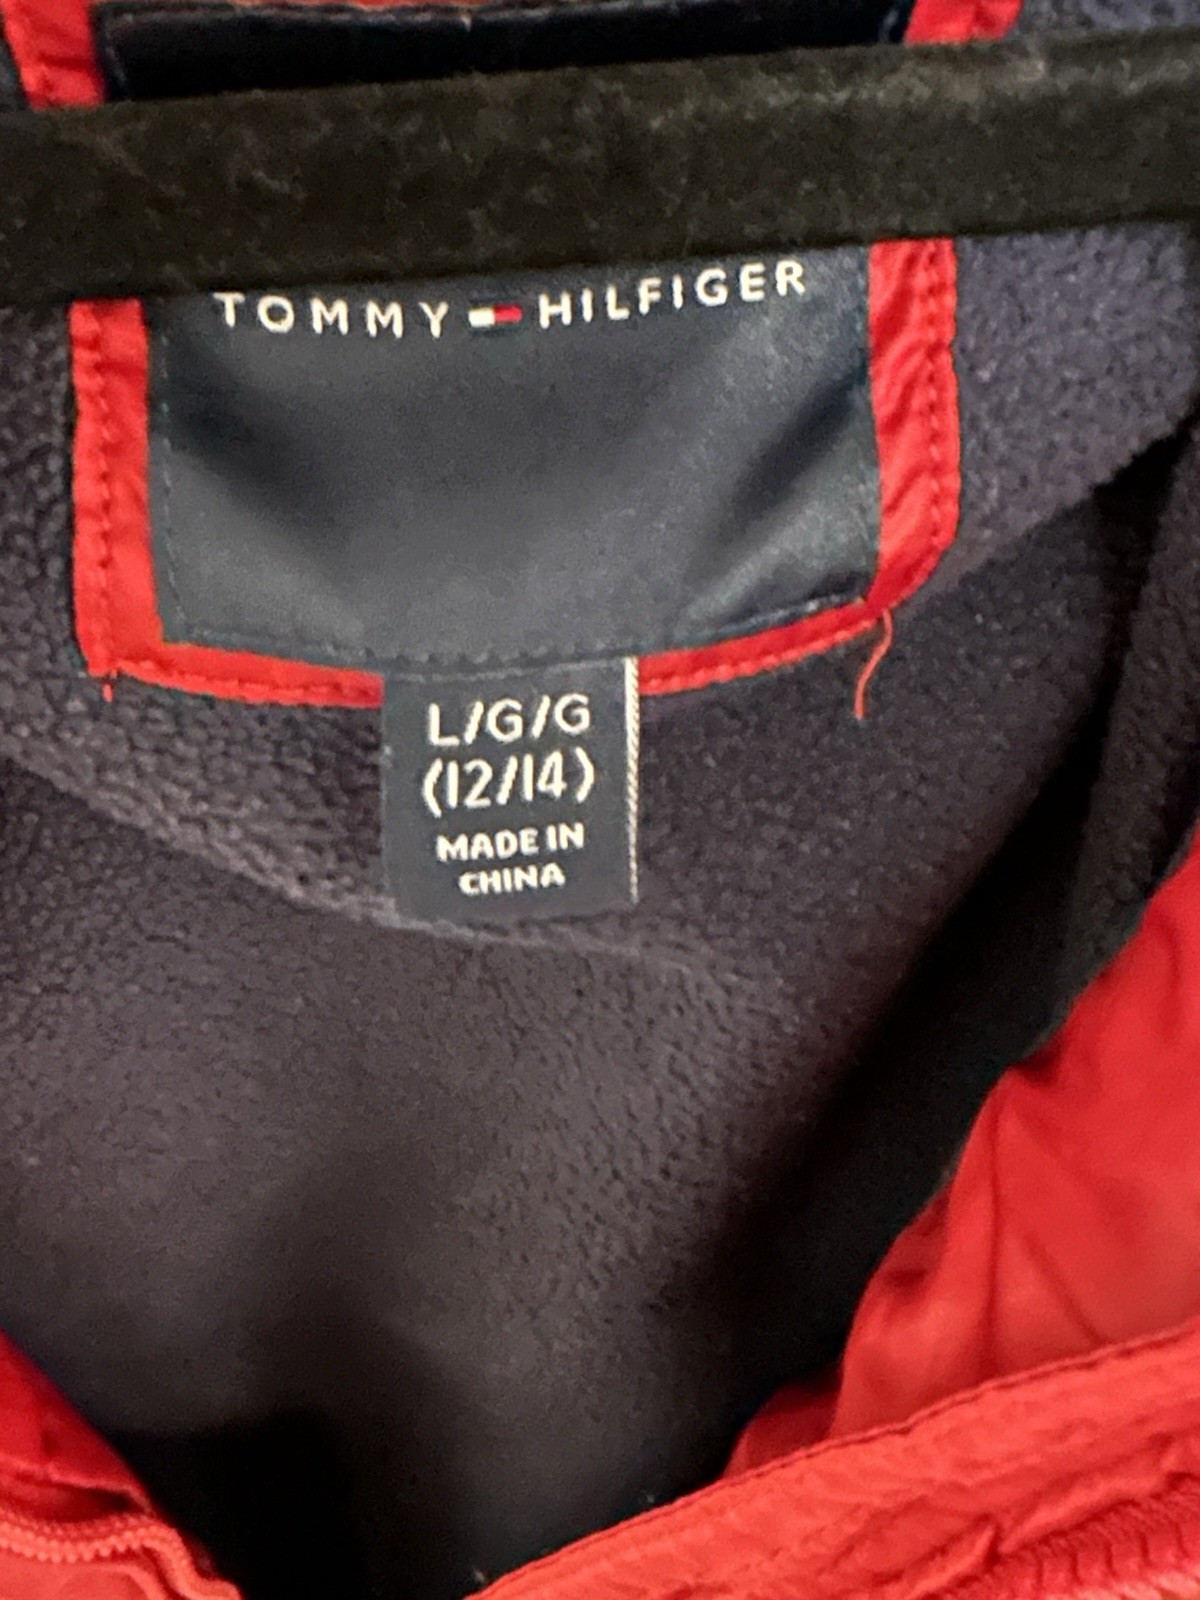 TOMMY HILFIGER
L/G/G
(12/14)
MADE IN
CHINA